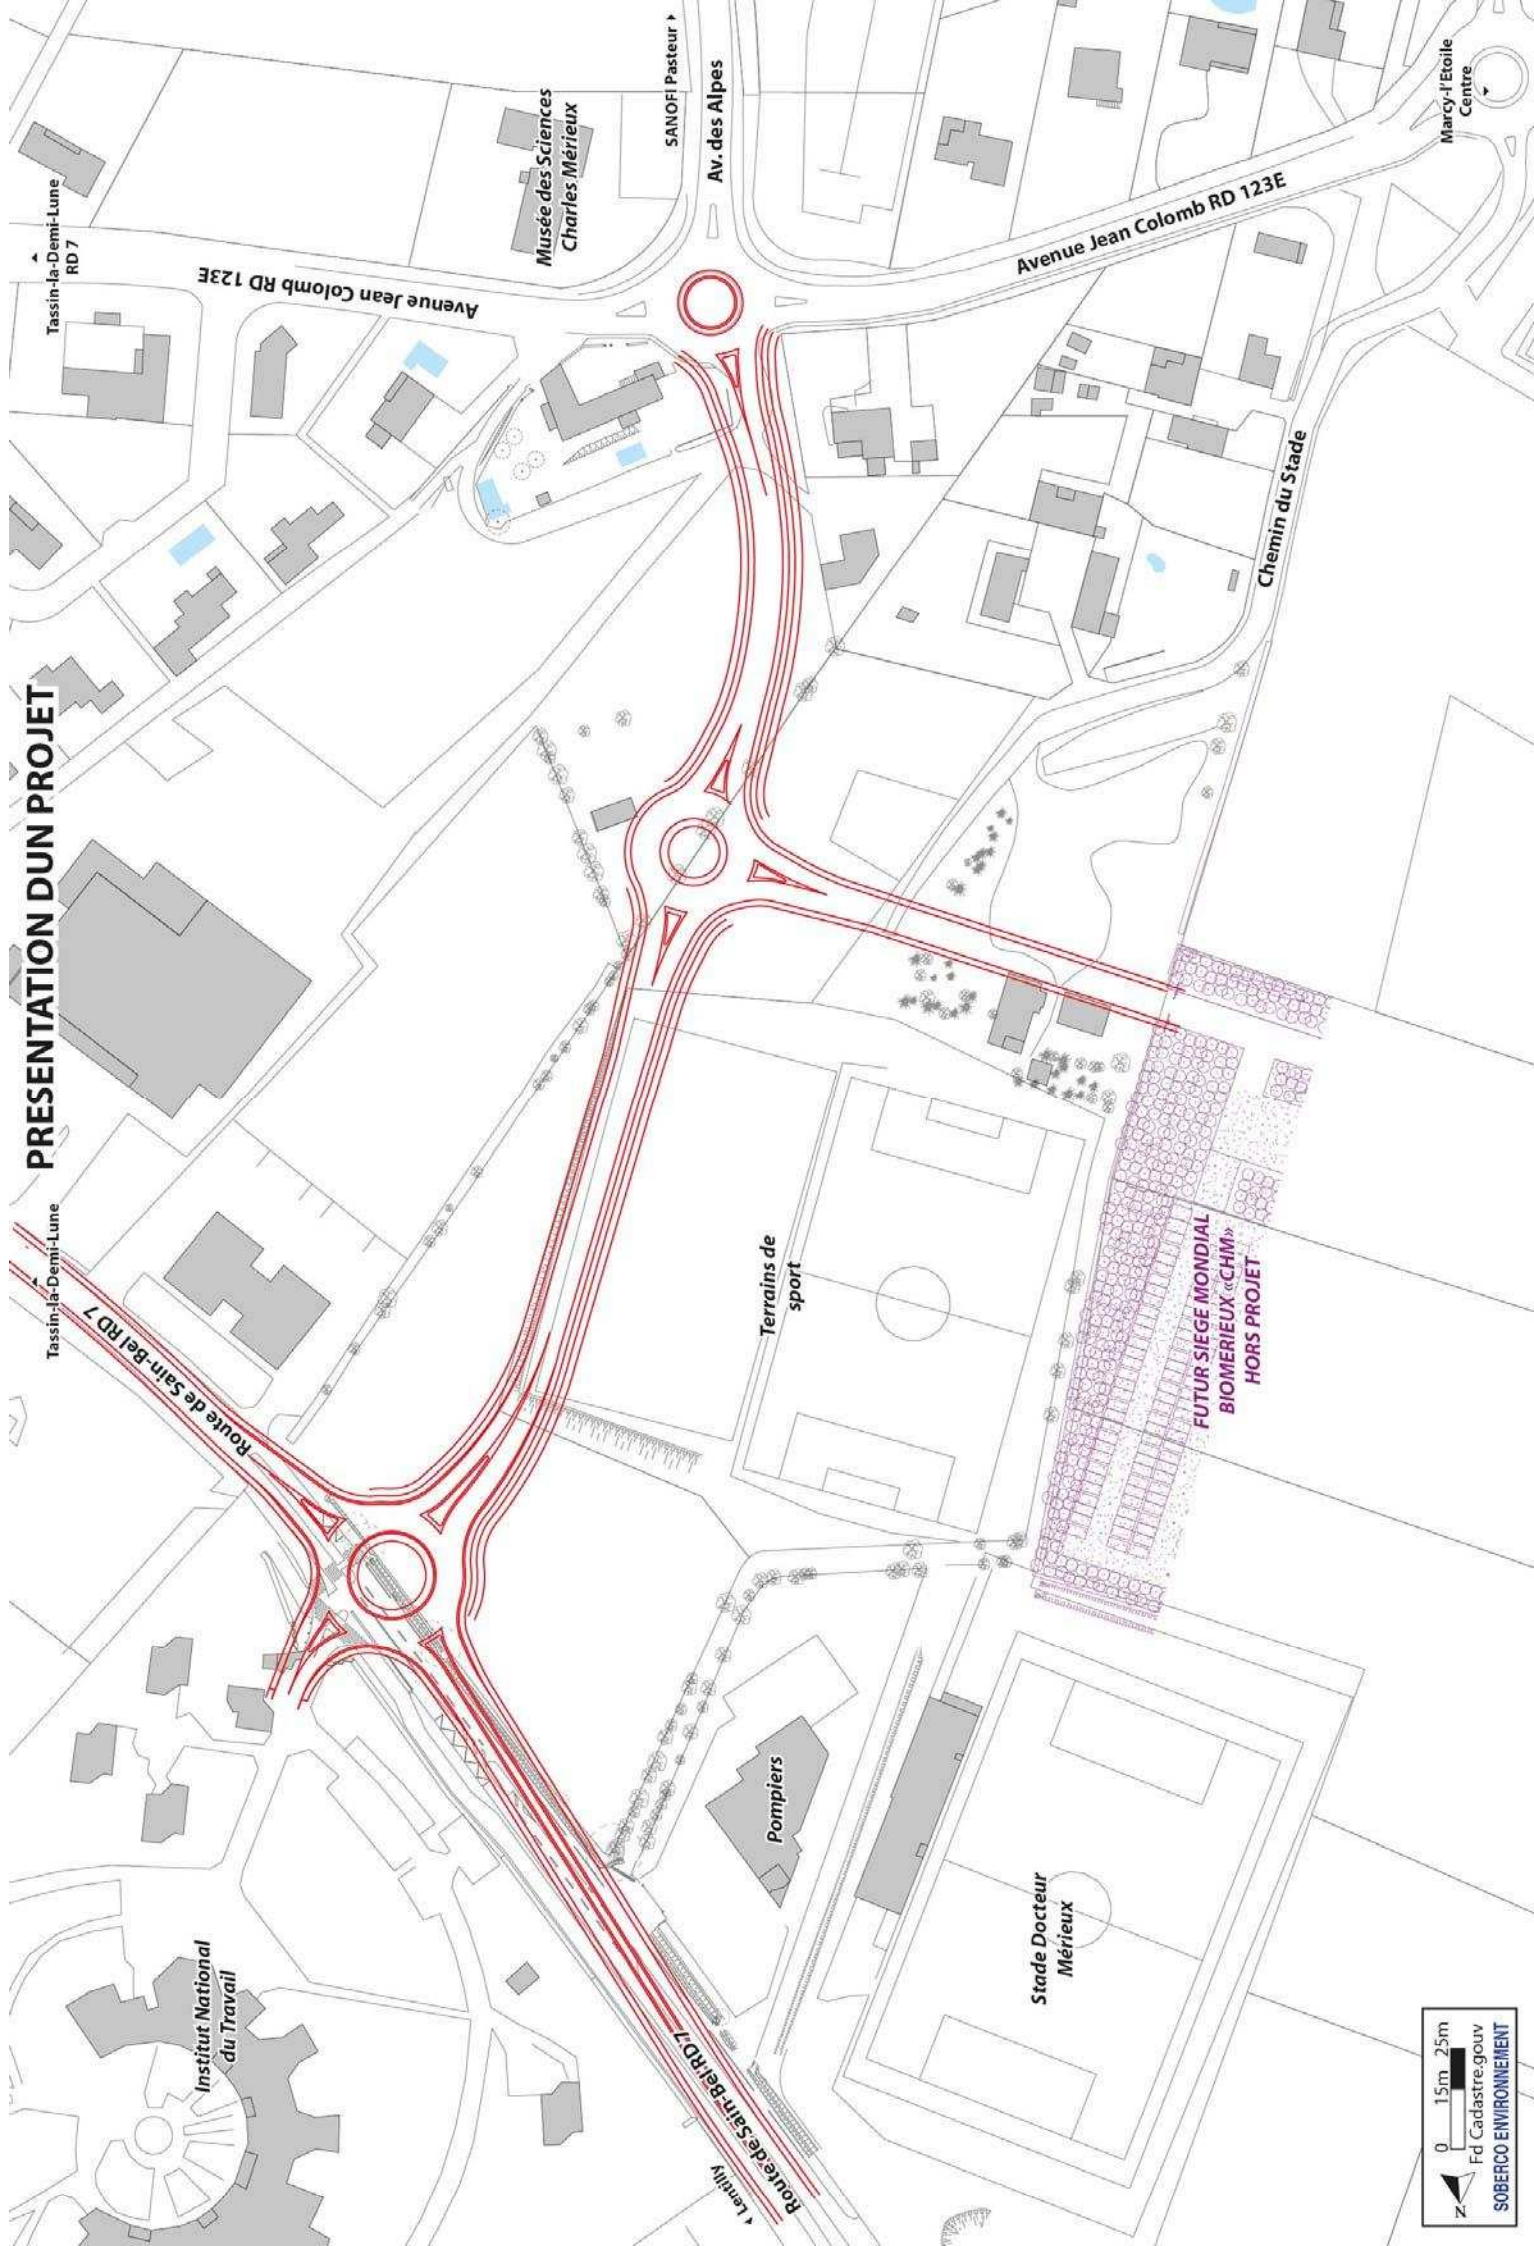 PRESENTATION DUN PROJET
Tassin-la-Demi-Lune
RD 7
Tassin-la-Demi-Lune
Avenue Jean Colomb RD 123E
Musée des Sciences
Charles Mérieux
SANOFI Pasteur
Av. des Alpes
Avenue Jean Colomb RD 123E
Marcy-l'Etoile
Centre
Chemin du Stade
Route de Sain-Bel RD 7
Terrains de
sport
FUTUR SIEGE MONDIAL
BIOMERIEUX «CHM»
HORS PROJET
Institut National
du Travail
Pompiers
Stade Docteur
Mérieux
Route de Sain-Bel RD 7
Lentilly
N
0 15m 25m
Fd Cadastre.gouv
SOBERCO ENVIRONNEMENT